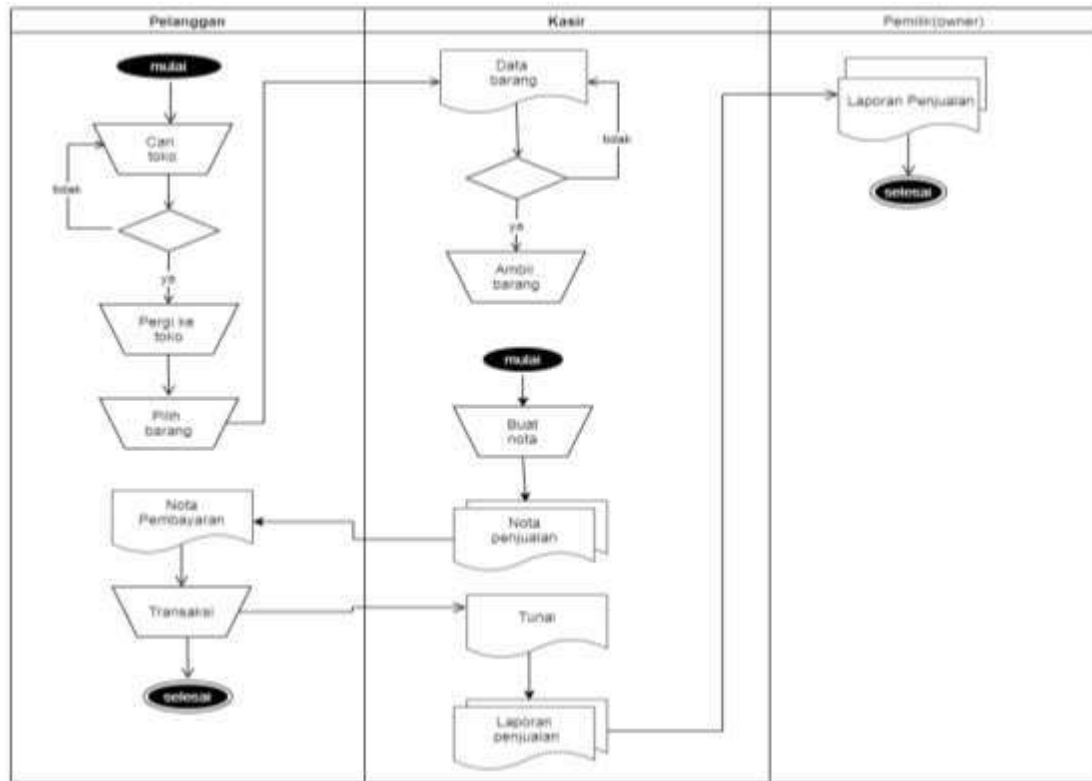 Pelanggan
Kasir
Pemilik(owner)
mulai
Cari
toko
tidak
ya
Pergi ke
toko
Pilih
barang
Nota
Pembayaran
Transaksi
selesai
Data
barang
tidak
ya
Ambil
barang
mulai
Buat
nota
Nota
penjualan
Tunai
Laporan
penjualan
Laporan Penjualan
selesai